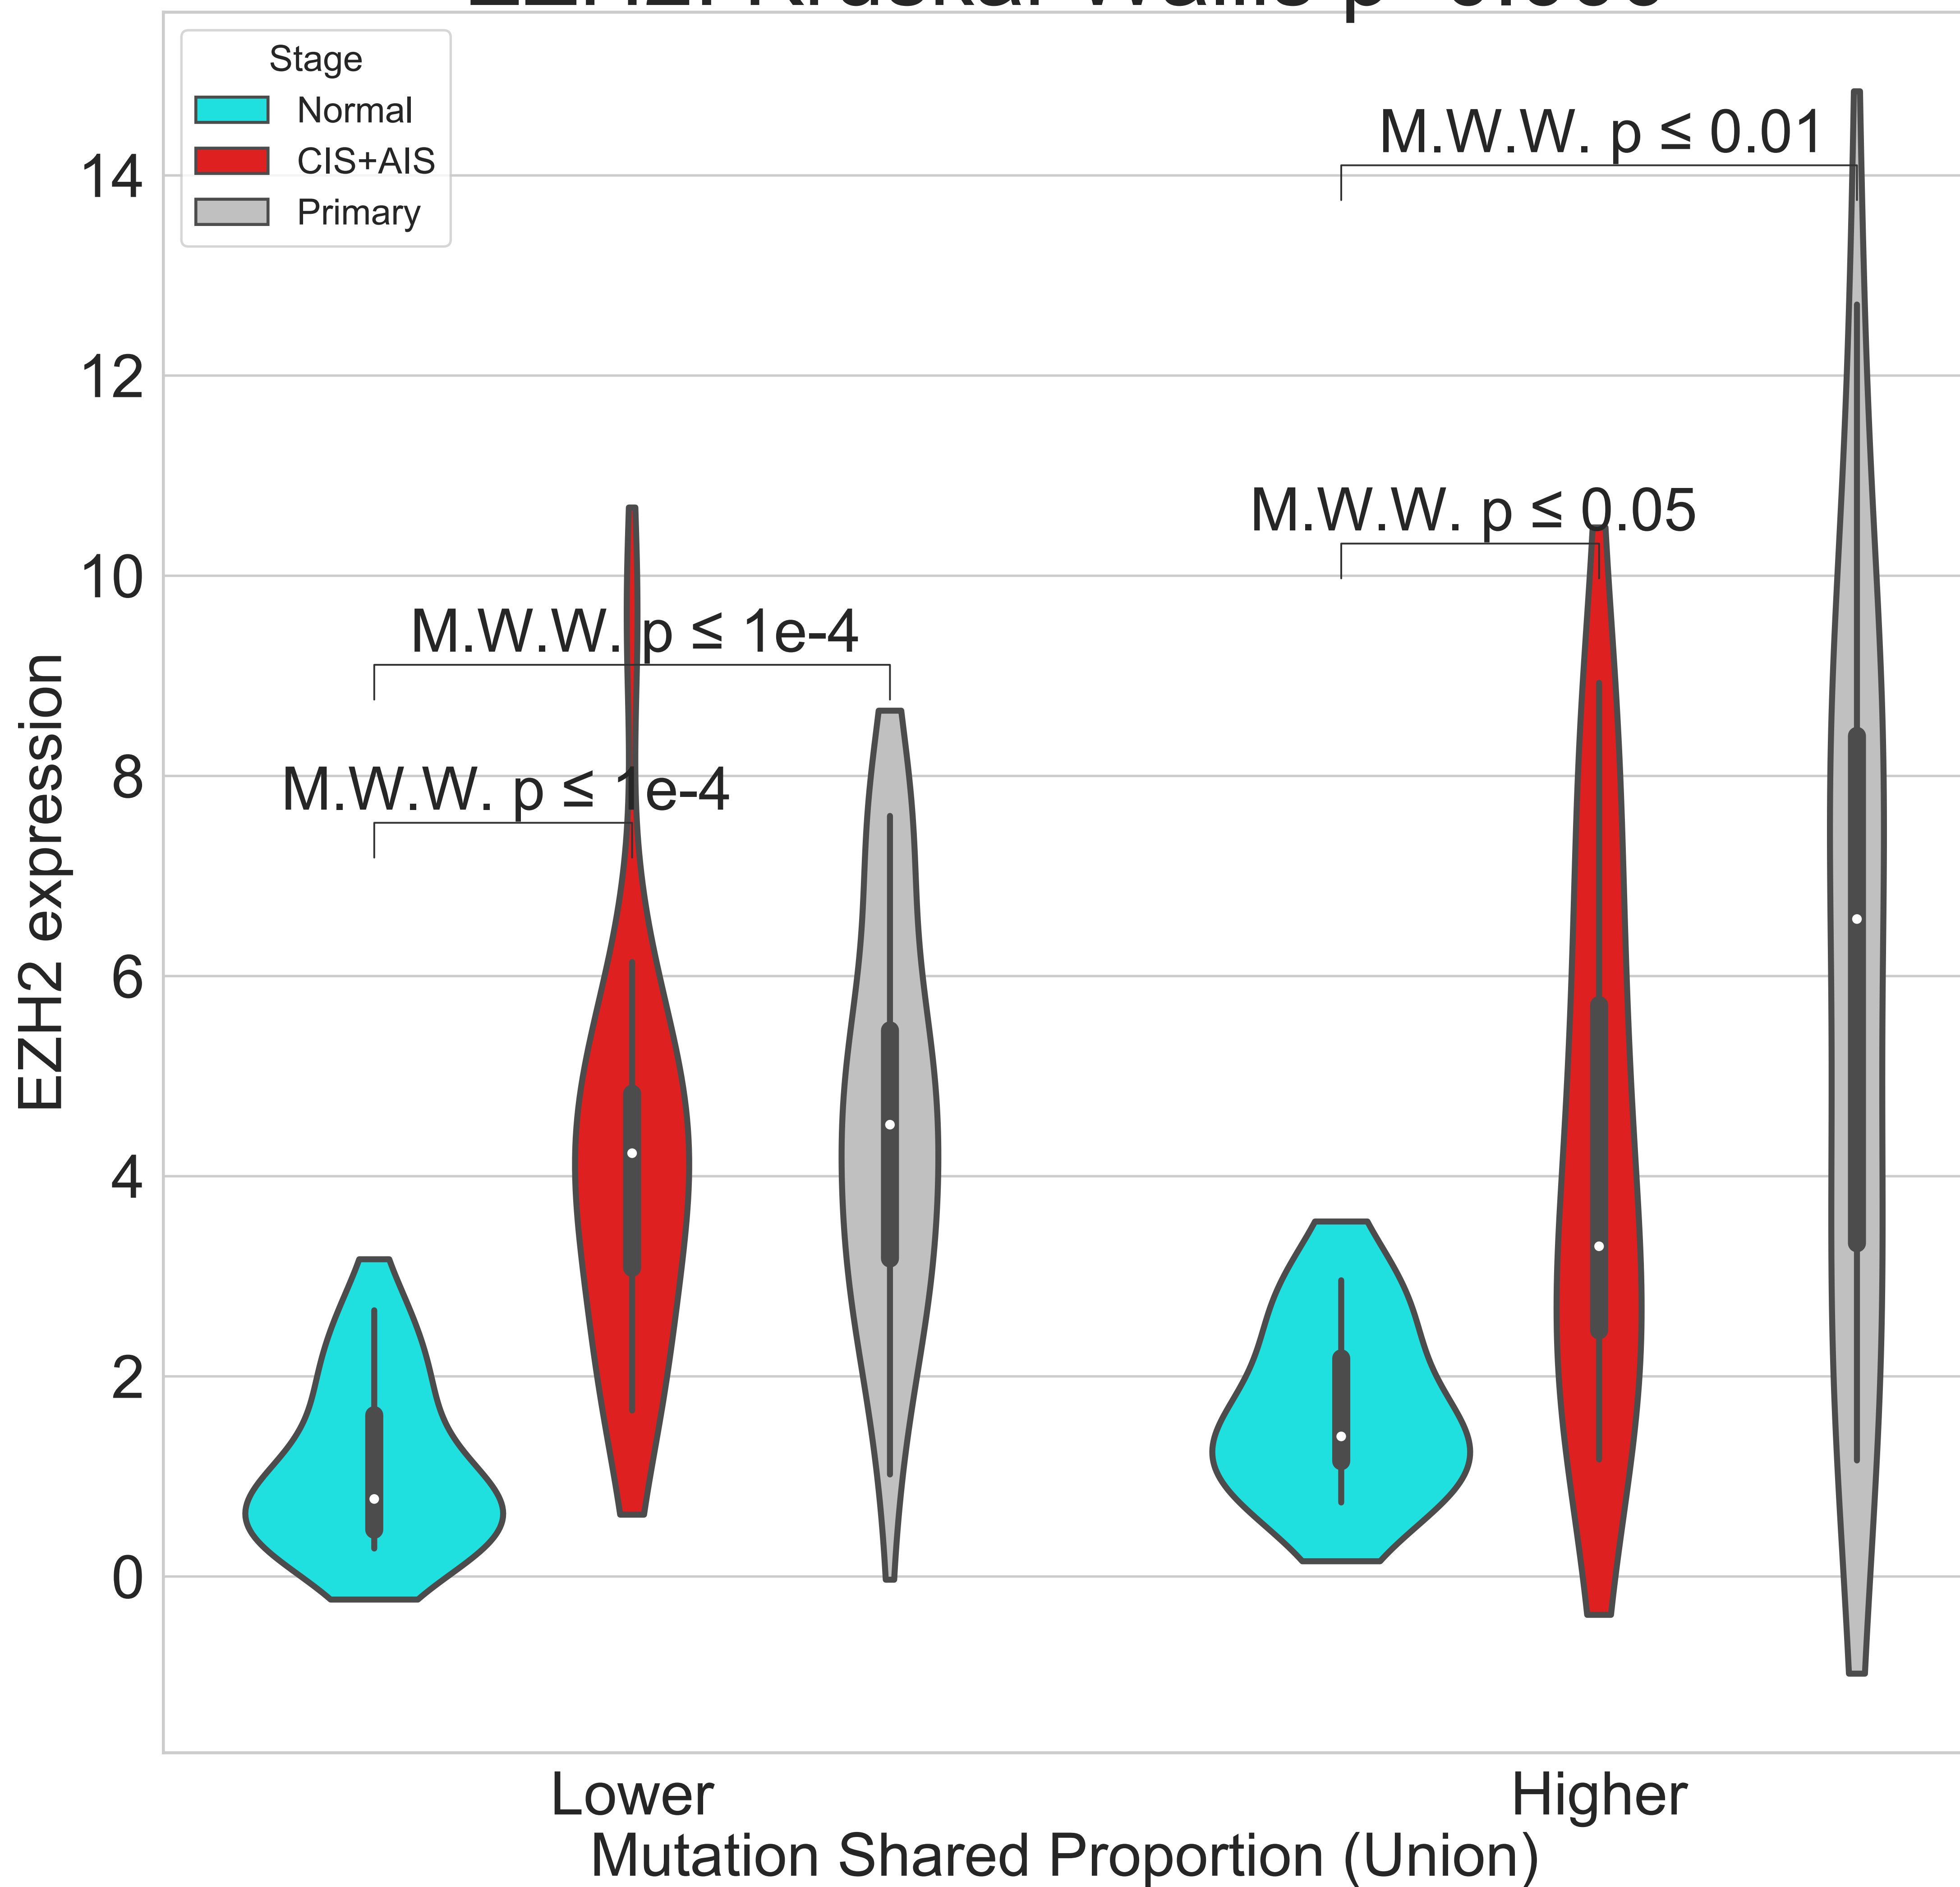 Stage
Normal
CIS+AIS
Primary
M.W.W. p ≤ 0.01
M.W.W. p ≤ 0.05
M.W.W. p ≤ 1e-4
M.W.W. p ≤ 1e-4
14
12
10
8
6
4
2
0
EZH2 expression
Lower
Higher
Mutation Shared Proportion (Union)